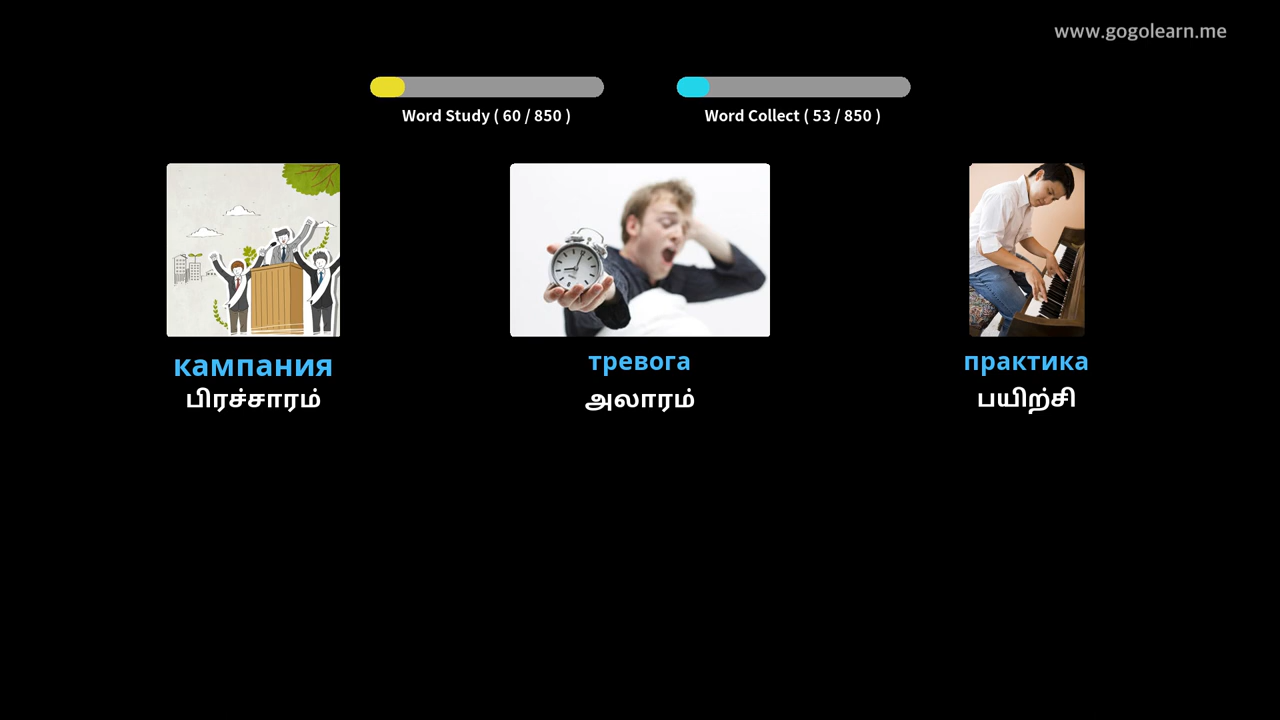 www.gogolearn.me
Word Study ( 60 / 850 )
Word Collect ( 53 / 850 )
кампания
பிரச்சாரம்
тревога
அலாரம்
практика
பயிற்சி